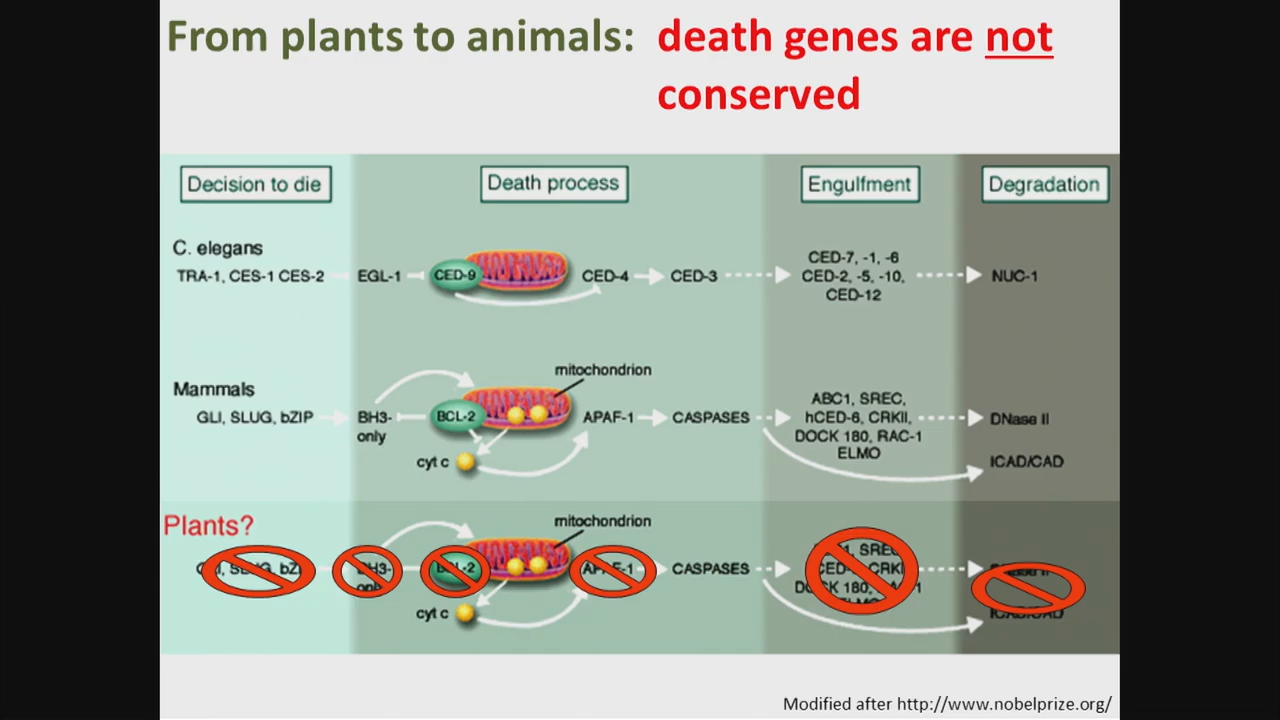 From plants to animals: death genes are not
conserved
Decision to die
Death process
Engulfment
Degradation
C. elegans
TRA-1, CES-1 CES-2
EGL-1
CED-9
CED-4
CED-3
CED-7, -1, -6
CED-2, -5, -10,
CED-12
NUC-1
Mammals
GLI, SLUG, bZIP
BH3-
only
BCL-2
mitochondrion
cyt c
APAF-1
CASPASES
ABC1, SREC,
hCED-6, CRKII,
DOCK 180, RAC-1
ELMO
DNase II
ICAD/CAD
Plants?
mitochondrion
cyt c
CASPASES
Modified after http://www.nobelprize.org/